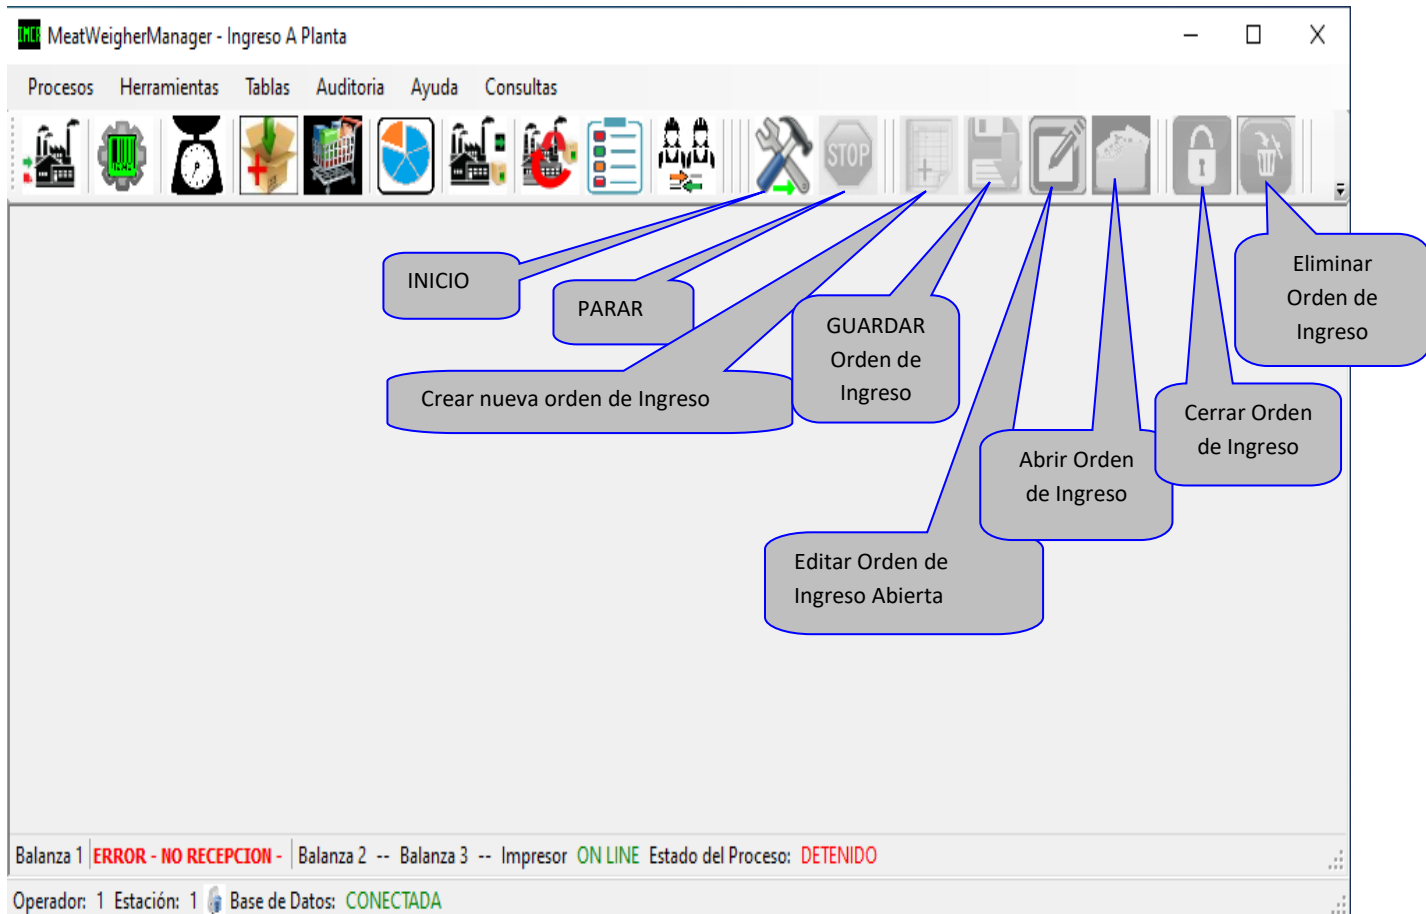 MeatWeigherManager - Ingreso A Planta
Procesos Herramientas Tablas Auditoria Ayuda Consultas
P
STOP
INICIO
PARAR
Crear nueva orden de Ingreso
GUARDAR
Orden de
Ingreso
Editar Orden de
Ingreso Abierta
Abrir Orden
de Ingreso
Cerrar Orden
de Ingreso
Eliminar
Orden de
Ingreso
Balanza 1 ERROR - NO RECEPCION - Balanza 2 -- Balanza 3 -- Impresor ON LINE Estado del Proceso: DETENIDO
Operador: 1 Estación: 1 Base de Datos: CONECTADA